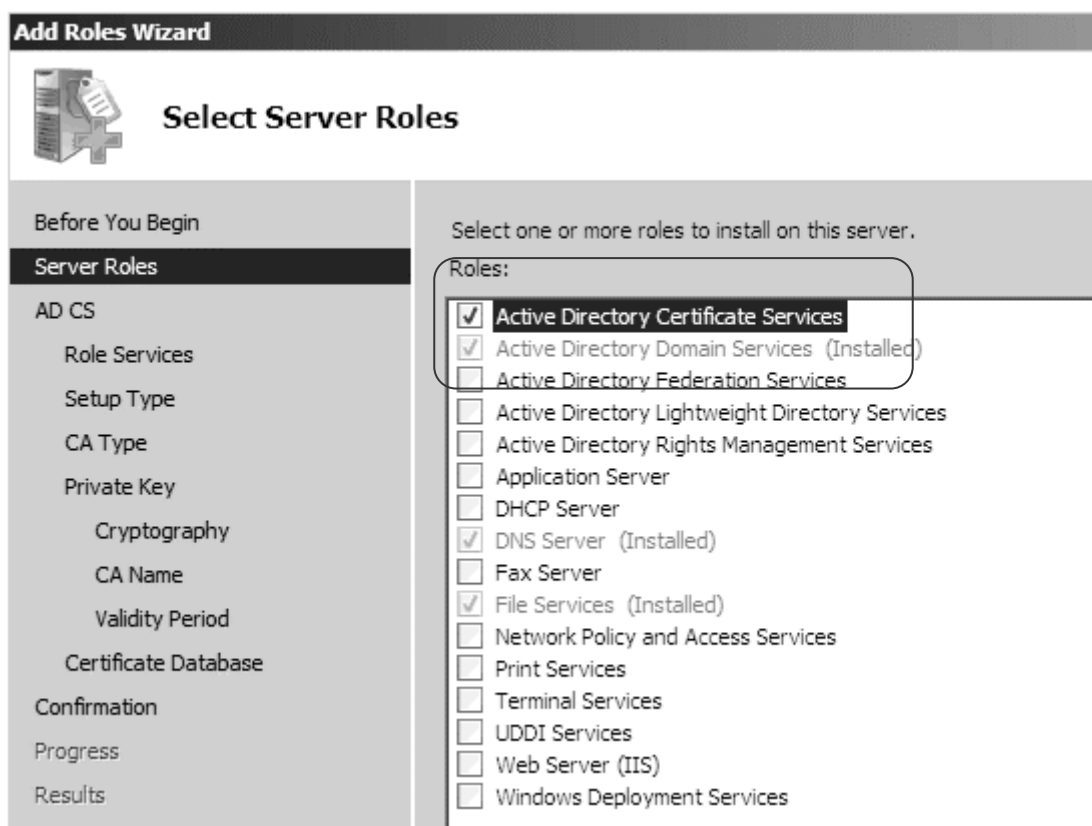 Add Roles Wizard
Select Server Roles
Before You Begin
Server Roles
AD CS
Role Services
Setup Type
CA Type
Private Key
Cryptography
CA Name
Validity Period
Certificate Database
Confirmation
Progress
Results
Select one or more roles to install on this server.
Roles:
Active Directory Certificate Services
Active Directory Domain Services (Installed)
Active Directory Federation Services
Active Directory Lightweight Directory Services
Active Directory Rights Management Services
Application Server
DHCP Server
DNS Server (Installed)
Fax Server
File Services (Installed)
Network Policy and Access Services
Print Services
Terminal Services
UDDI Services
Web Server (IIS)
Windows Deployment Services